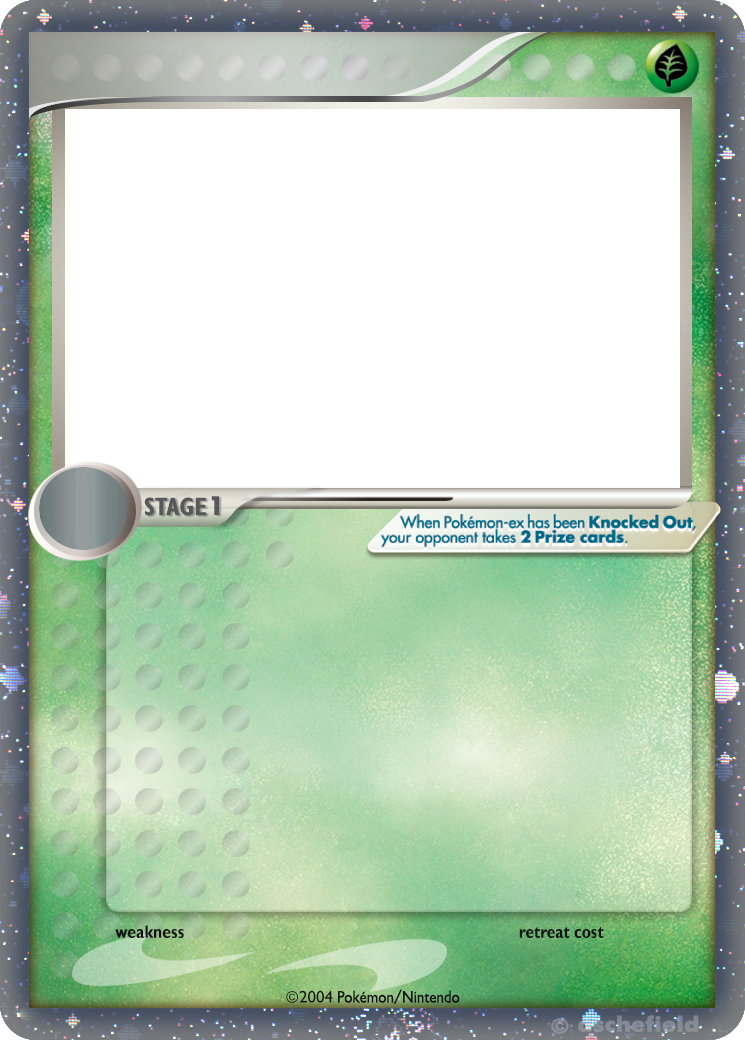 STAGE 1
When Pokémon-ex has been Knocked Out,
your opponent takes 2 Prize cards.
weakness
retreat cost
©2004 Pokémon/Nintendo
© aschefield